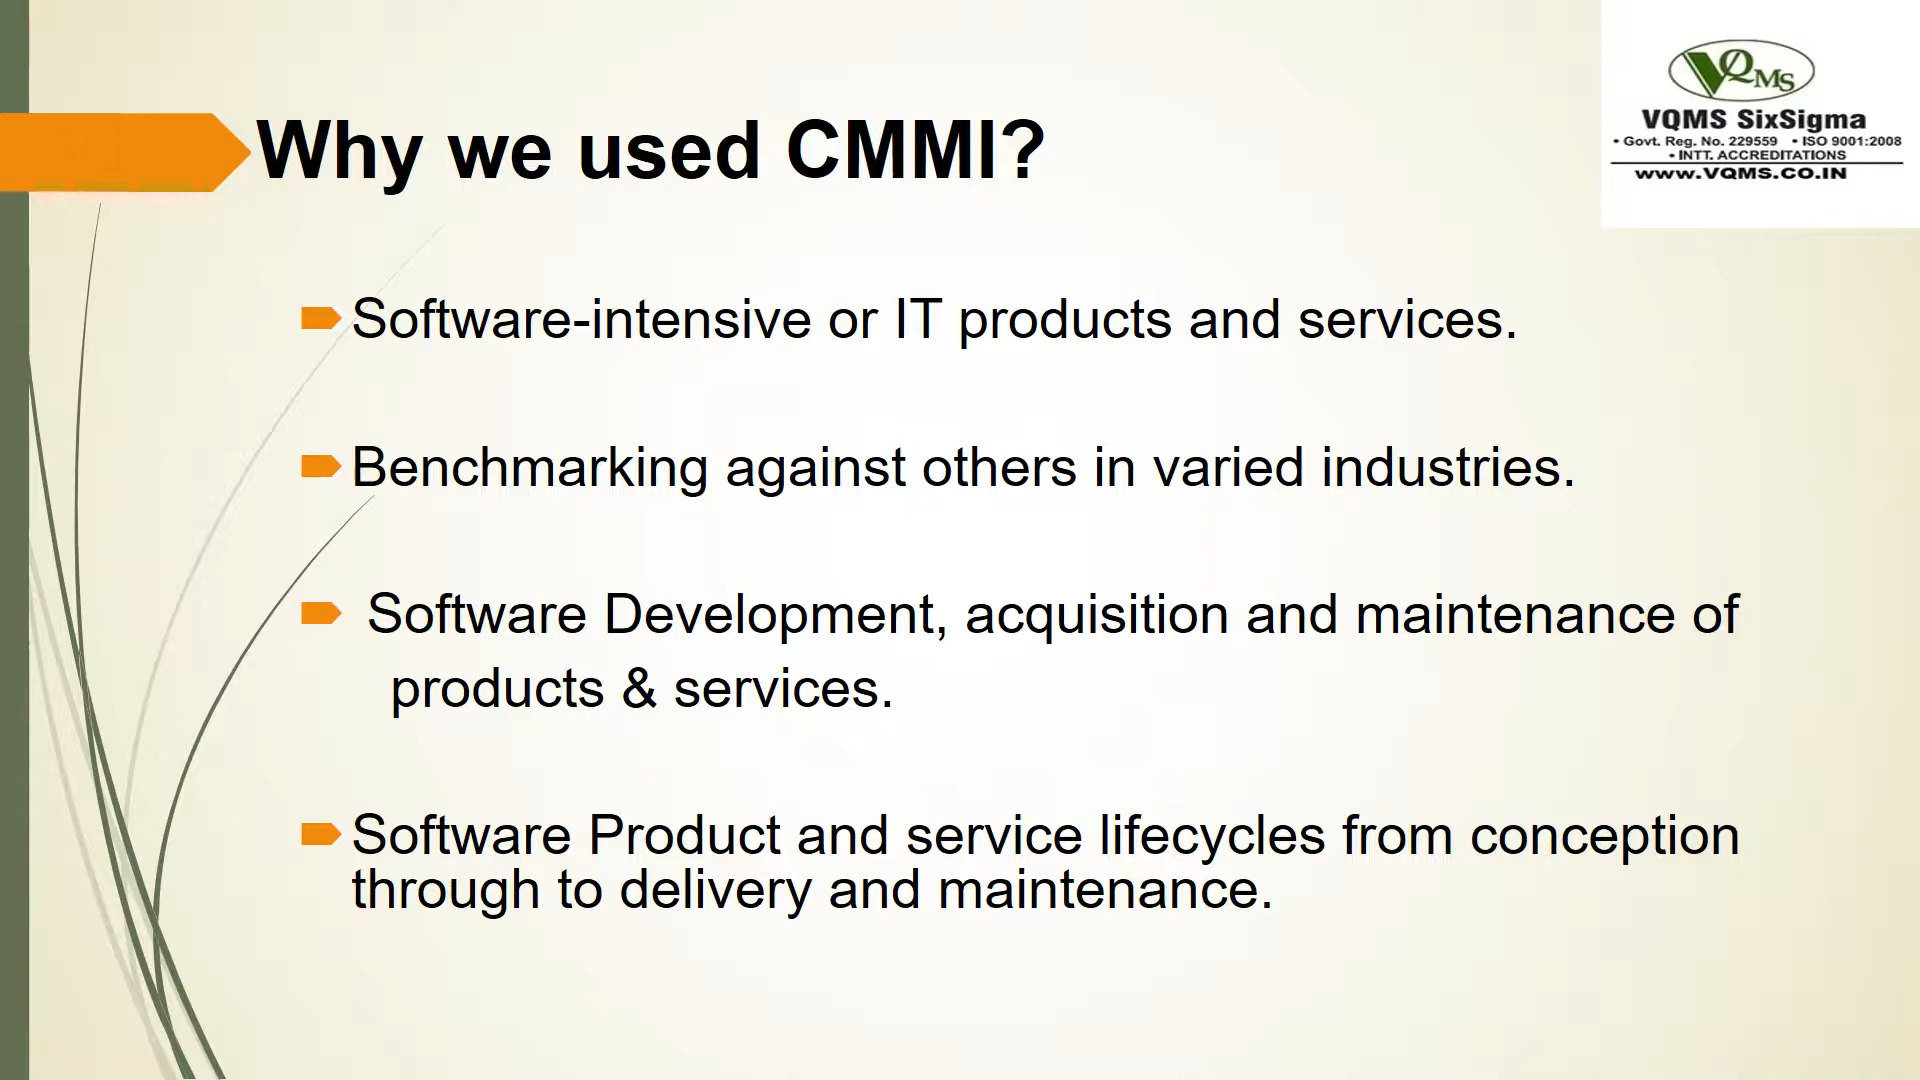 Why we used CMMI?
VQMS
VQMS SixSigma
• Govt. Reg. No. 229559 • ISO 9001:2008
• INTT. ACCREDITATIONS
www.VQMS.CO.IN
Software-intensive or IT products and services.
Benchmarking against others in varied industries.
Software Development, acquisition and maintenance of
products & services.
Software Product and service lifecycles from conception
through to delivery and maintenance.